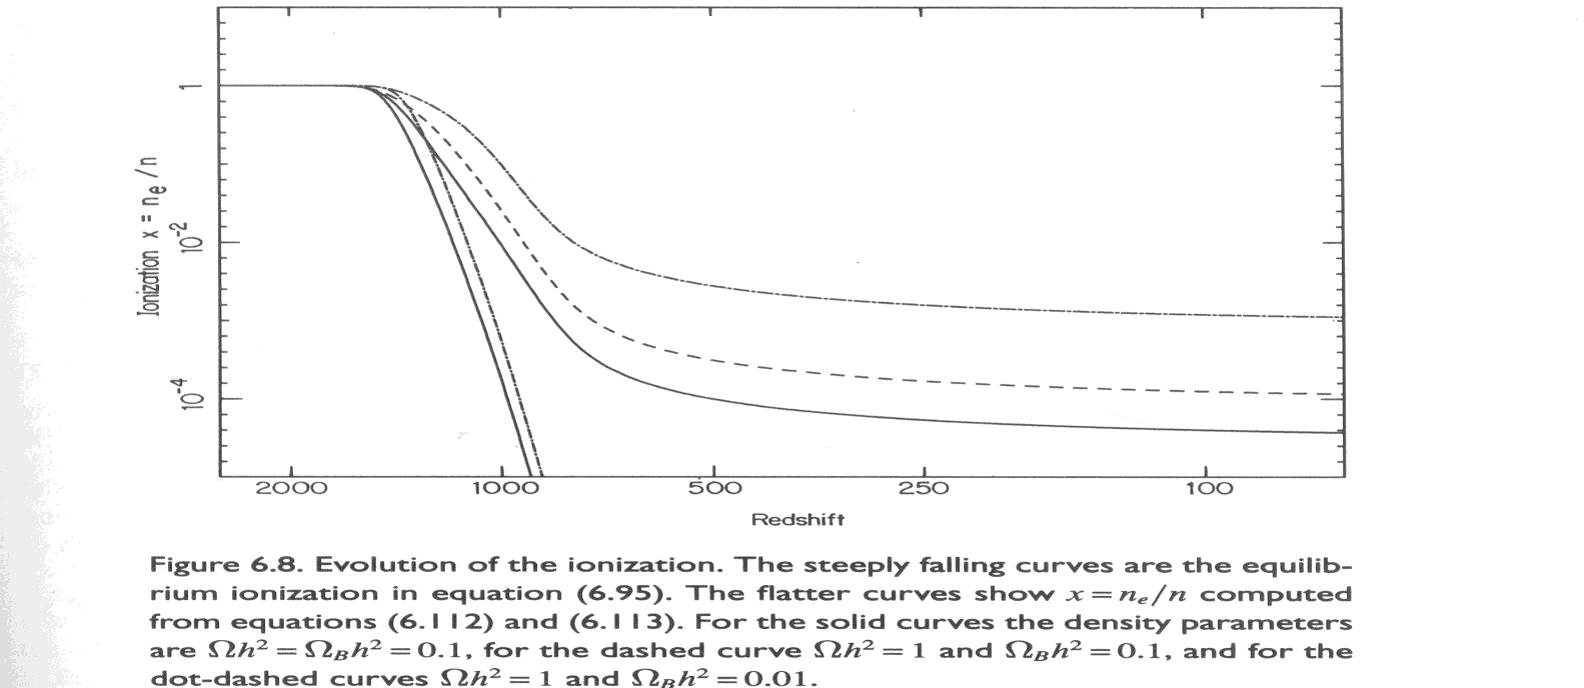 1
10⁻²
10⁻⁴
Ionization x = nₑ/n
2000 1000 500 250 100
Redshift
Figure 6.8. Evolution of the ionization. The steeply falling curves are the equilib-
rium ionization in equation (6.95). The flatter curves show x = nₑ/n computed
from equations (6.112) and (6.113). For the solid curves the density parameters
are Ωh² = Ω_Bh² = 0.1, for the dashed curve Ωh² = 1 and Ω_Bh² = 0.1, and for the
dot-dashed curves Ωh² = 1 and Ω_Bh² = 0.01.